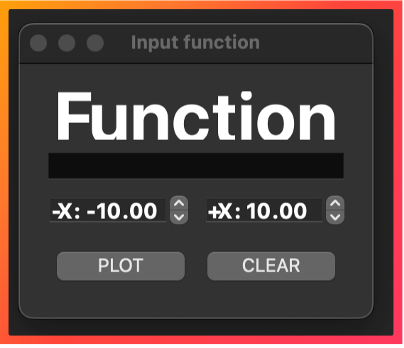 Input function
Function
-X: -10.00 +X: 10.00
PLOT CLEAR